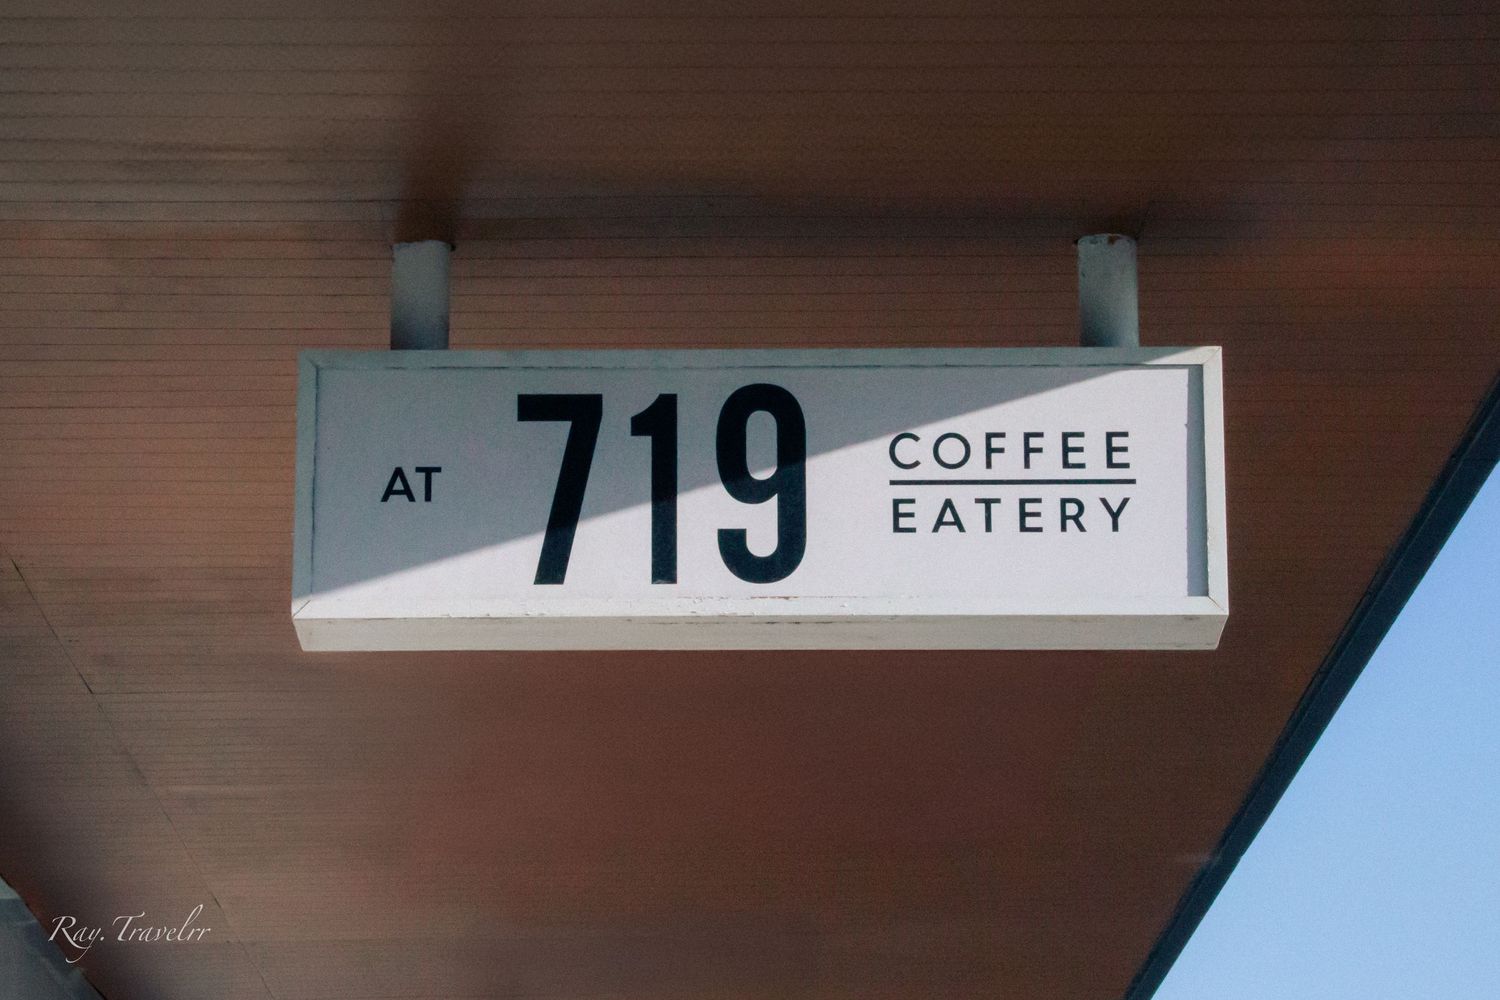 AT 719 COFFEE
EATERY
Ray.Travelrr